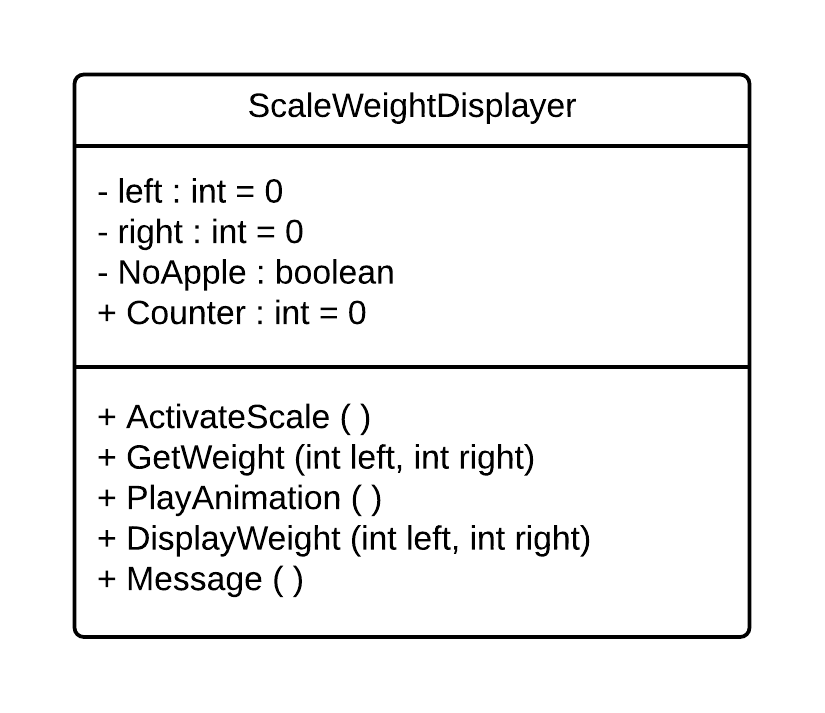 ScaleWeightDisplayer
- left : int = 0
- right : int = 0
- NoApple : boolean
+ Counter : int = 0
+ ActivateScale ( )
+ GetWeight (int left, int right)
+ PlayAnimation ( )
+ DisplayWeight (int left, int right)
+ Message ( )